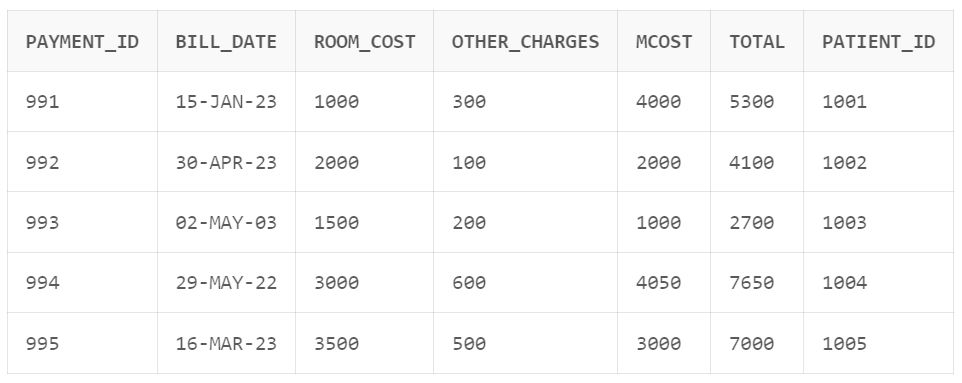 PAYMENT_ID BILL_DATE ROOM_COST OTHER_CHARGES MCOST TOTAL PATIENT_ID
991 15-JAN-23 1000 300 4000 5300 1001
992 30-APR-23 2000 100 2000 4100 1002
993 02-MAY-03 1500 200 1000 2700 1003
994 29-MAY-22 3000 600 4050 7650 1004
995 16-MAR-23 3500 500 3000 7000 1005